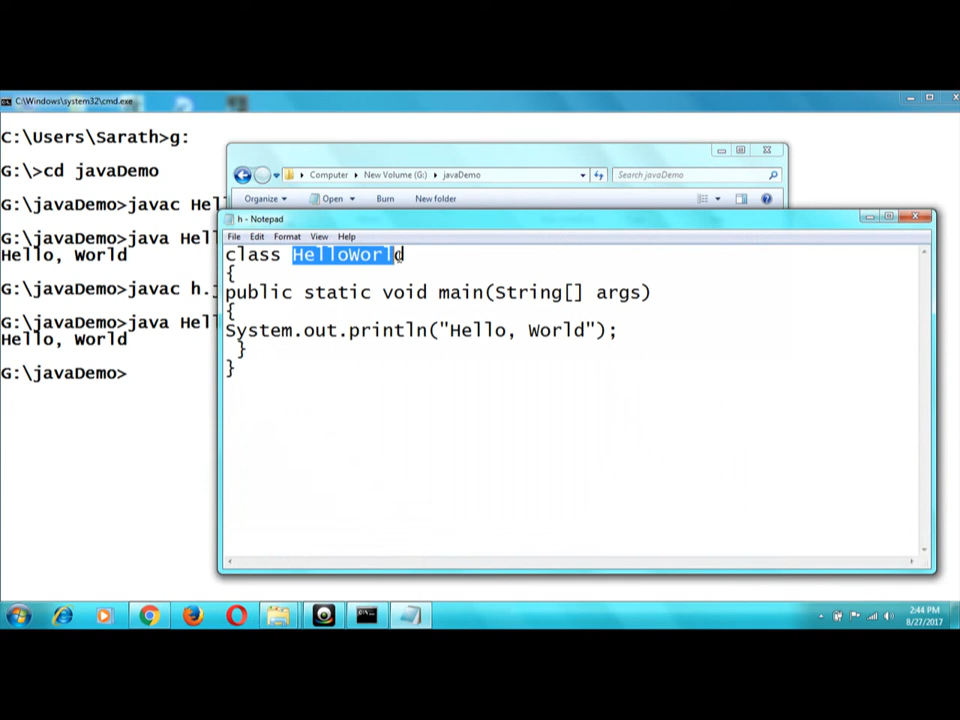 C:\Windows\system32\cmd.exe
C:\Users\Sarath>g:
G:\>cd javaDemo
G:\javaDemo>javac Hel
G:\javaDemo>java Hel
Hello, World
G:\javaDemo>javac h.
G:\javaDemo>java Hel
Hello, World
G:\javaDemo>
Computer
New Volume (G:)
javaDemo
Search javaDemo
Organize
Open
Burn
New folder
h - Notepad
File Edit Format View Help
class HelloWorld
{
public static void main(String[] args)
{
System.out.println("Hello, World");
}
}
2:44 PM
8/27/2017